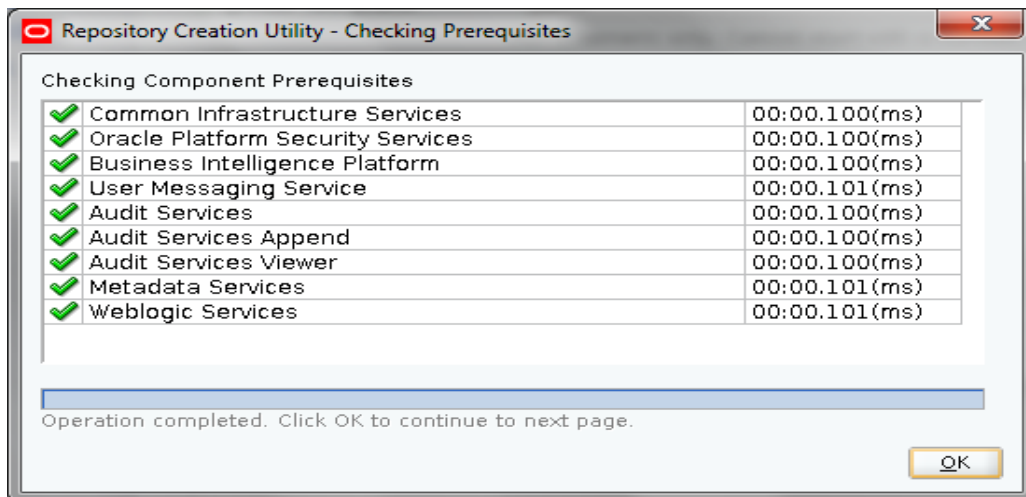 Repository Creation Utility - Checking Prerequisites
Checking Component Prerequisites
Common Infrastructure Services 00:00.100(ms)
Oracle Platform Security Services 00:00.100(ms)
Business Intelligence Platform 00:00.100(ms)
User Messaging Service 00:00.101(ms)
Audit Services 00:00.100(ms)
Audit Services Append 00:00.100(ms)
Audit Services Viewer 00:00.100(ms)
Metadata Services 00:00.101(ms)
Weblogic Services 00:00.101(ms)
Operation completed. Click OK to continue to next page.
OK